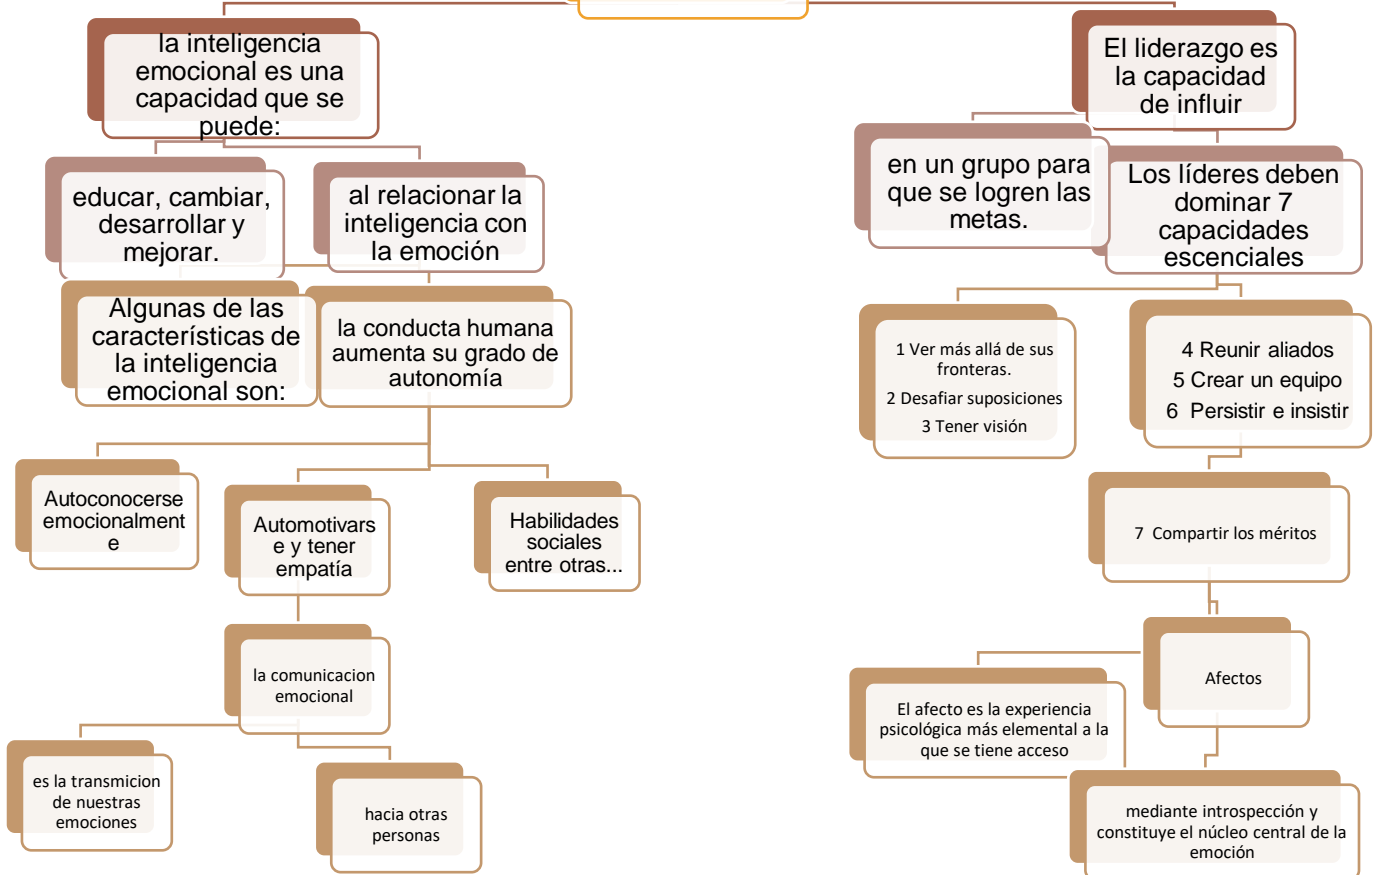 la inteligencia
emocional es una
capacidad que se
puede:
El liderazgo es
la capacidad
de influir
educar, cambiar,
desarrollar y
mejorar.
al relacionar la
inteligencia con
la emoción
en un grupo para
que se logren las
metas.
Los líderes deben
dominar 7
capacidades
escenciales
Algunas de las
características de
la inteligencia
emocional son:
la conducta humana
aumenta su grado de
autonomía
1 Ver más allá de sus
fronteras.
2 Desafiar suposiciones
3 Tener visión
4 Reunir aliados
5 Crear un equipo
6 Persistir e insistir
Autoconocerse
emocionalment
e
Automotivars
e y tener
empatía
Habilidades
sociales
entre otras...
7 Compartir los méritos
la comunicacion
emocional
Afectos
es la transmicion
de nuestras
emociones
hacia otras
personas
El afecto es la experiencia
psicológica más elemental a la
que se tiene acceso
mediante introspección y
constituye el núcleo central de la
emoción